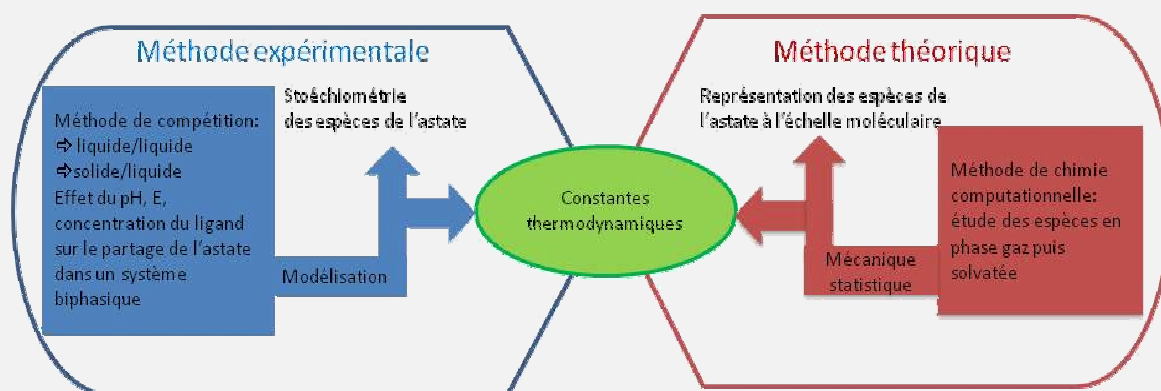 Méthode expérimentale
Méthode de compétition:
⇨ liquide/liquide
⇨solide/liquide
Effet du pH, E,
concentration du ligand
sur le partage de l'astate
dans un système
biphasique
Stoéchiométrie
des espèces de l'astate
Modélisation
Constantes
thermodynamiques
Méthode théorique
Représentation des espèces de
l'astate à l'échelle moléculaire
Mécanique
statistique
Méthode de chimie
computationnelle:
étude des espèces en
phase gaz puis
solvatée